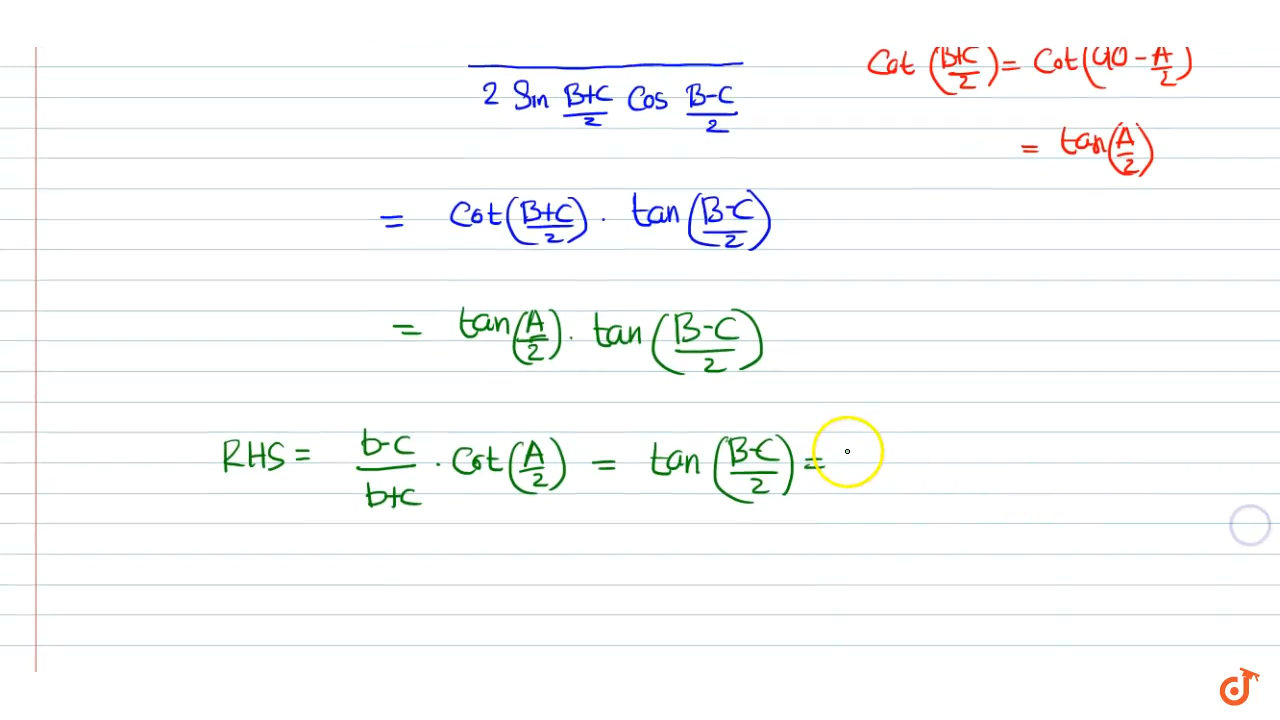 Cot (B+C/2) = Cot(90 - A/2)
2 Sin B+C/2 Cos B-C/2
= tan(A/2)
= Cot(B+C/2) . tan(B-C/2)
= tan(A/2) . tan(B-C/2)
RHS = b-c/b+c . Cot(A/2) = tan(B-C/2) =